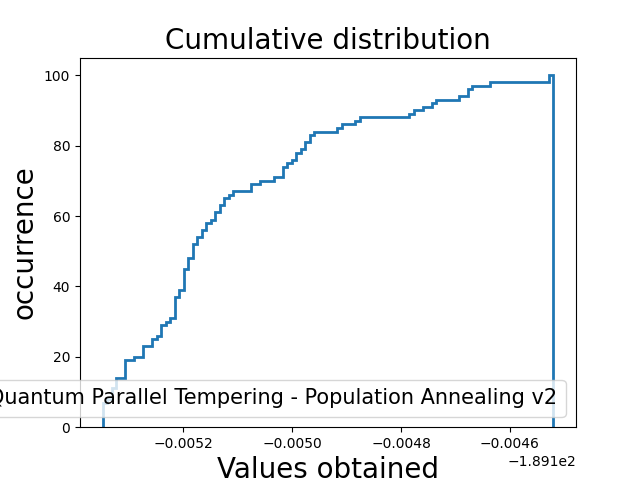 Cumulative distribution
occurrence
100
80
60
40
20
0
Quantum Parallel Tempering - Population Annealing v2
−0.0052
−0.0050
−0.0048
−0.0046
−1.891e2
Values obtained